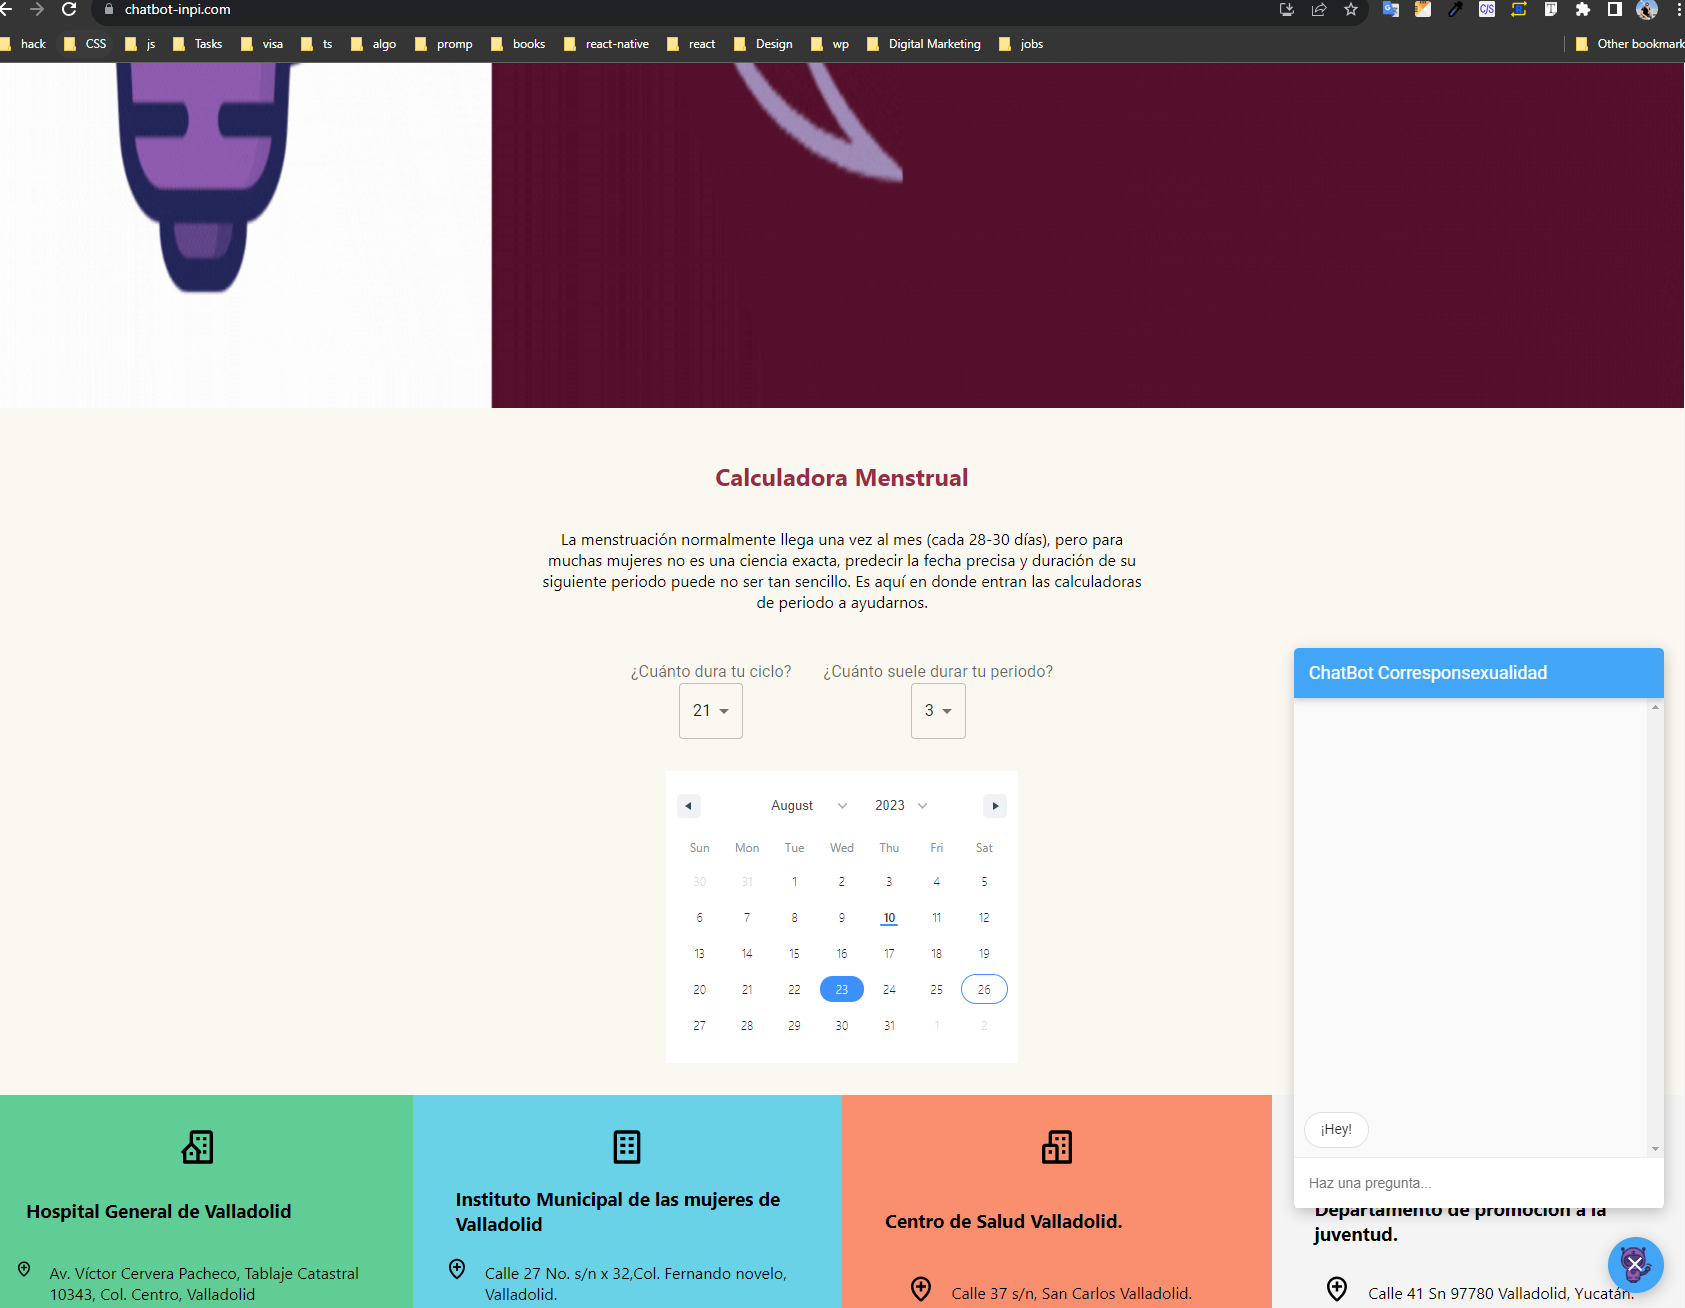 chatbot-inpi.com
hack CSS js Tasks visa ts algo promp books react-native react Design wp Digital Marketing jobs Other bookmark
Calculadora Menstrual
La menstruación normalmente llega una vez al mes (cada 28-30 días), pero para
muchas mujeres no es una ciencia exacta, predecir la fecha precisa y duración de su
siguiente periodo puede no ser tan sencillo. Es aquí en donde entran las calculadoras
de periodo a ayudarnos.
¿Cuánto dura tu ciclo? ¿Cuánto suele durar tu periodo?
21 3
August 2023
Sun Mon Tue Wed Thu Fri Sat
30 31 1 2 3 4 5
6 7 8 9 10 11 12
13 14 15 16 17 18 19
20 21 22 23 24 25 26
27 28 29 30 31 1 2
ChatBot Corresponsexualidad
¡Hey!
Haz una pregunta...
Hospital General de Valladolid
Av. Víctor Cervera Pacheco, Tablaje Catastral
10343, Col. Centro, Valladolid
Instituto Municipal de las mujeres de
Valladolid
Calle 27 No. s/n x 32,Col. Fernando novelo,
Valladolid.
Centro de Salud Valladolid.
Calle 37 s/n, San Carlos Valladolid.
Departamento de promoción a la
juventud.
Calle 41 Sn 97780 Valladolid, Yucatán.